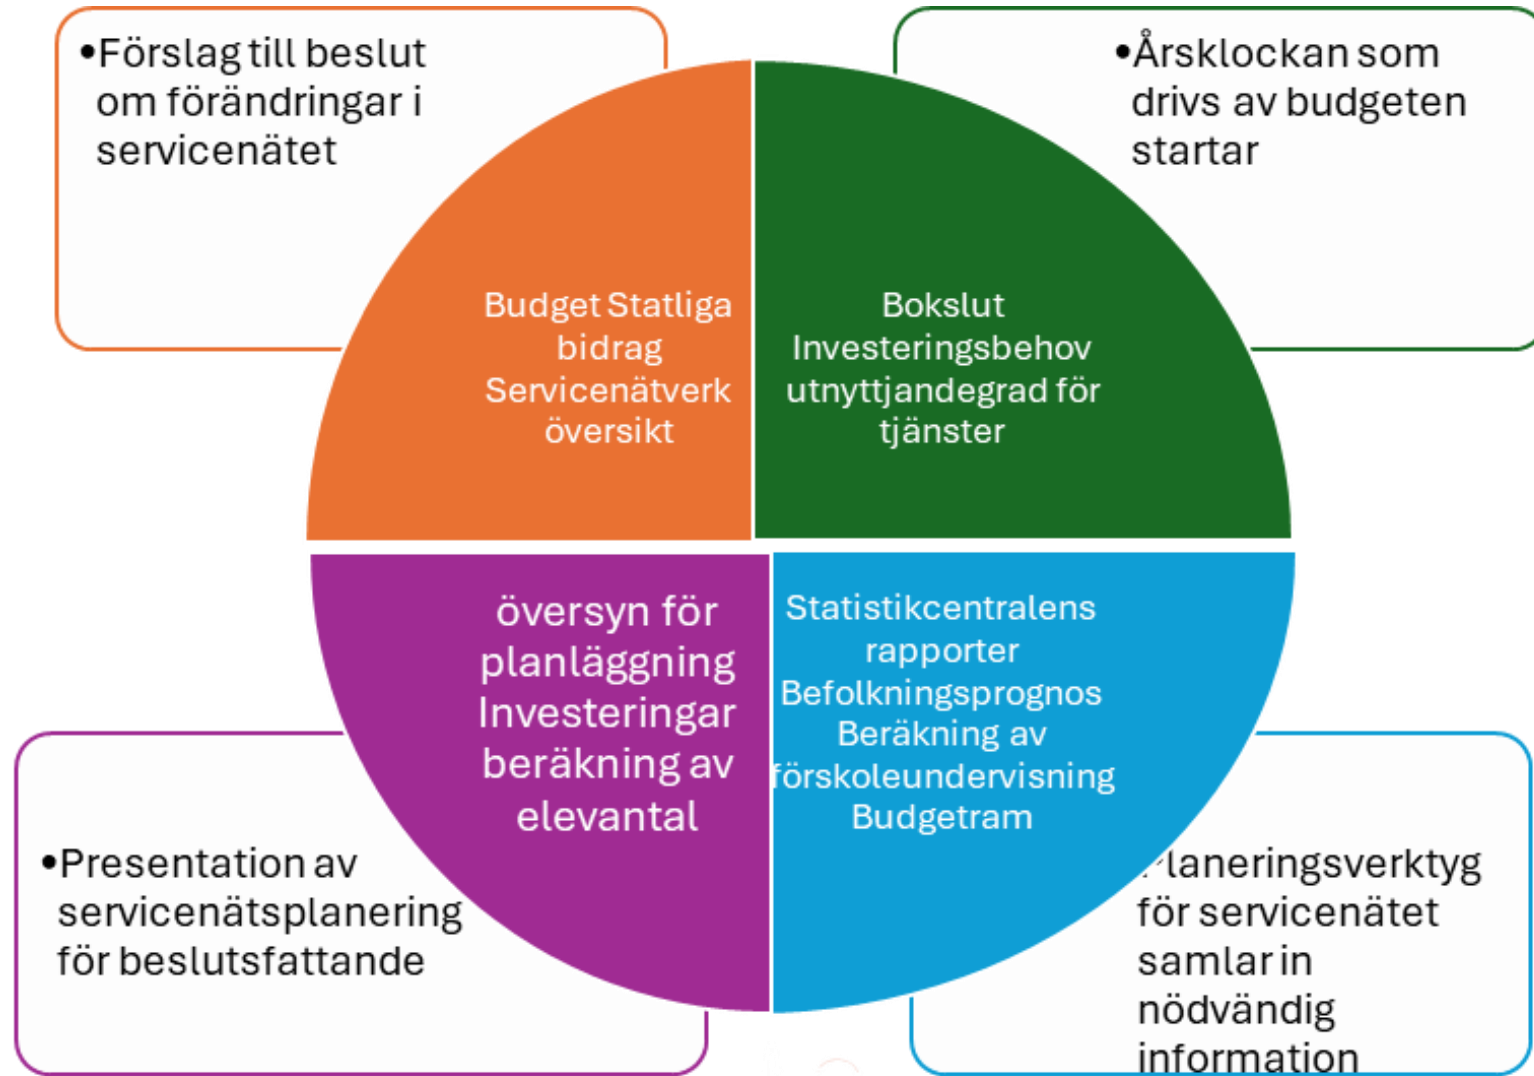 •Förslag till beslut
om förändringar i
servicenätet
•Årsklockan som
drivs av budgeten
startar
Budget Statliga
bidrag
Servicenätverk
översikt
Bokslut
Investeringsbehov
utnyttjandegrad för
tjänster
översyn för
planläggning
Investeringar
beräkning av
elevantal
Statistikcentralens
rapporter
Befolkningsprognos
Beräkning av
förskoleundervisning
Budgetram
•Presentation av
servicenätsplanering
för beslutsfattande
Planeringsverktyg
för servicenätet
samlar in
nödvändig
information